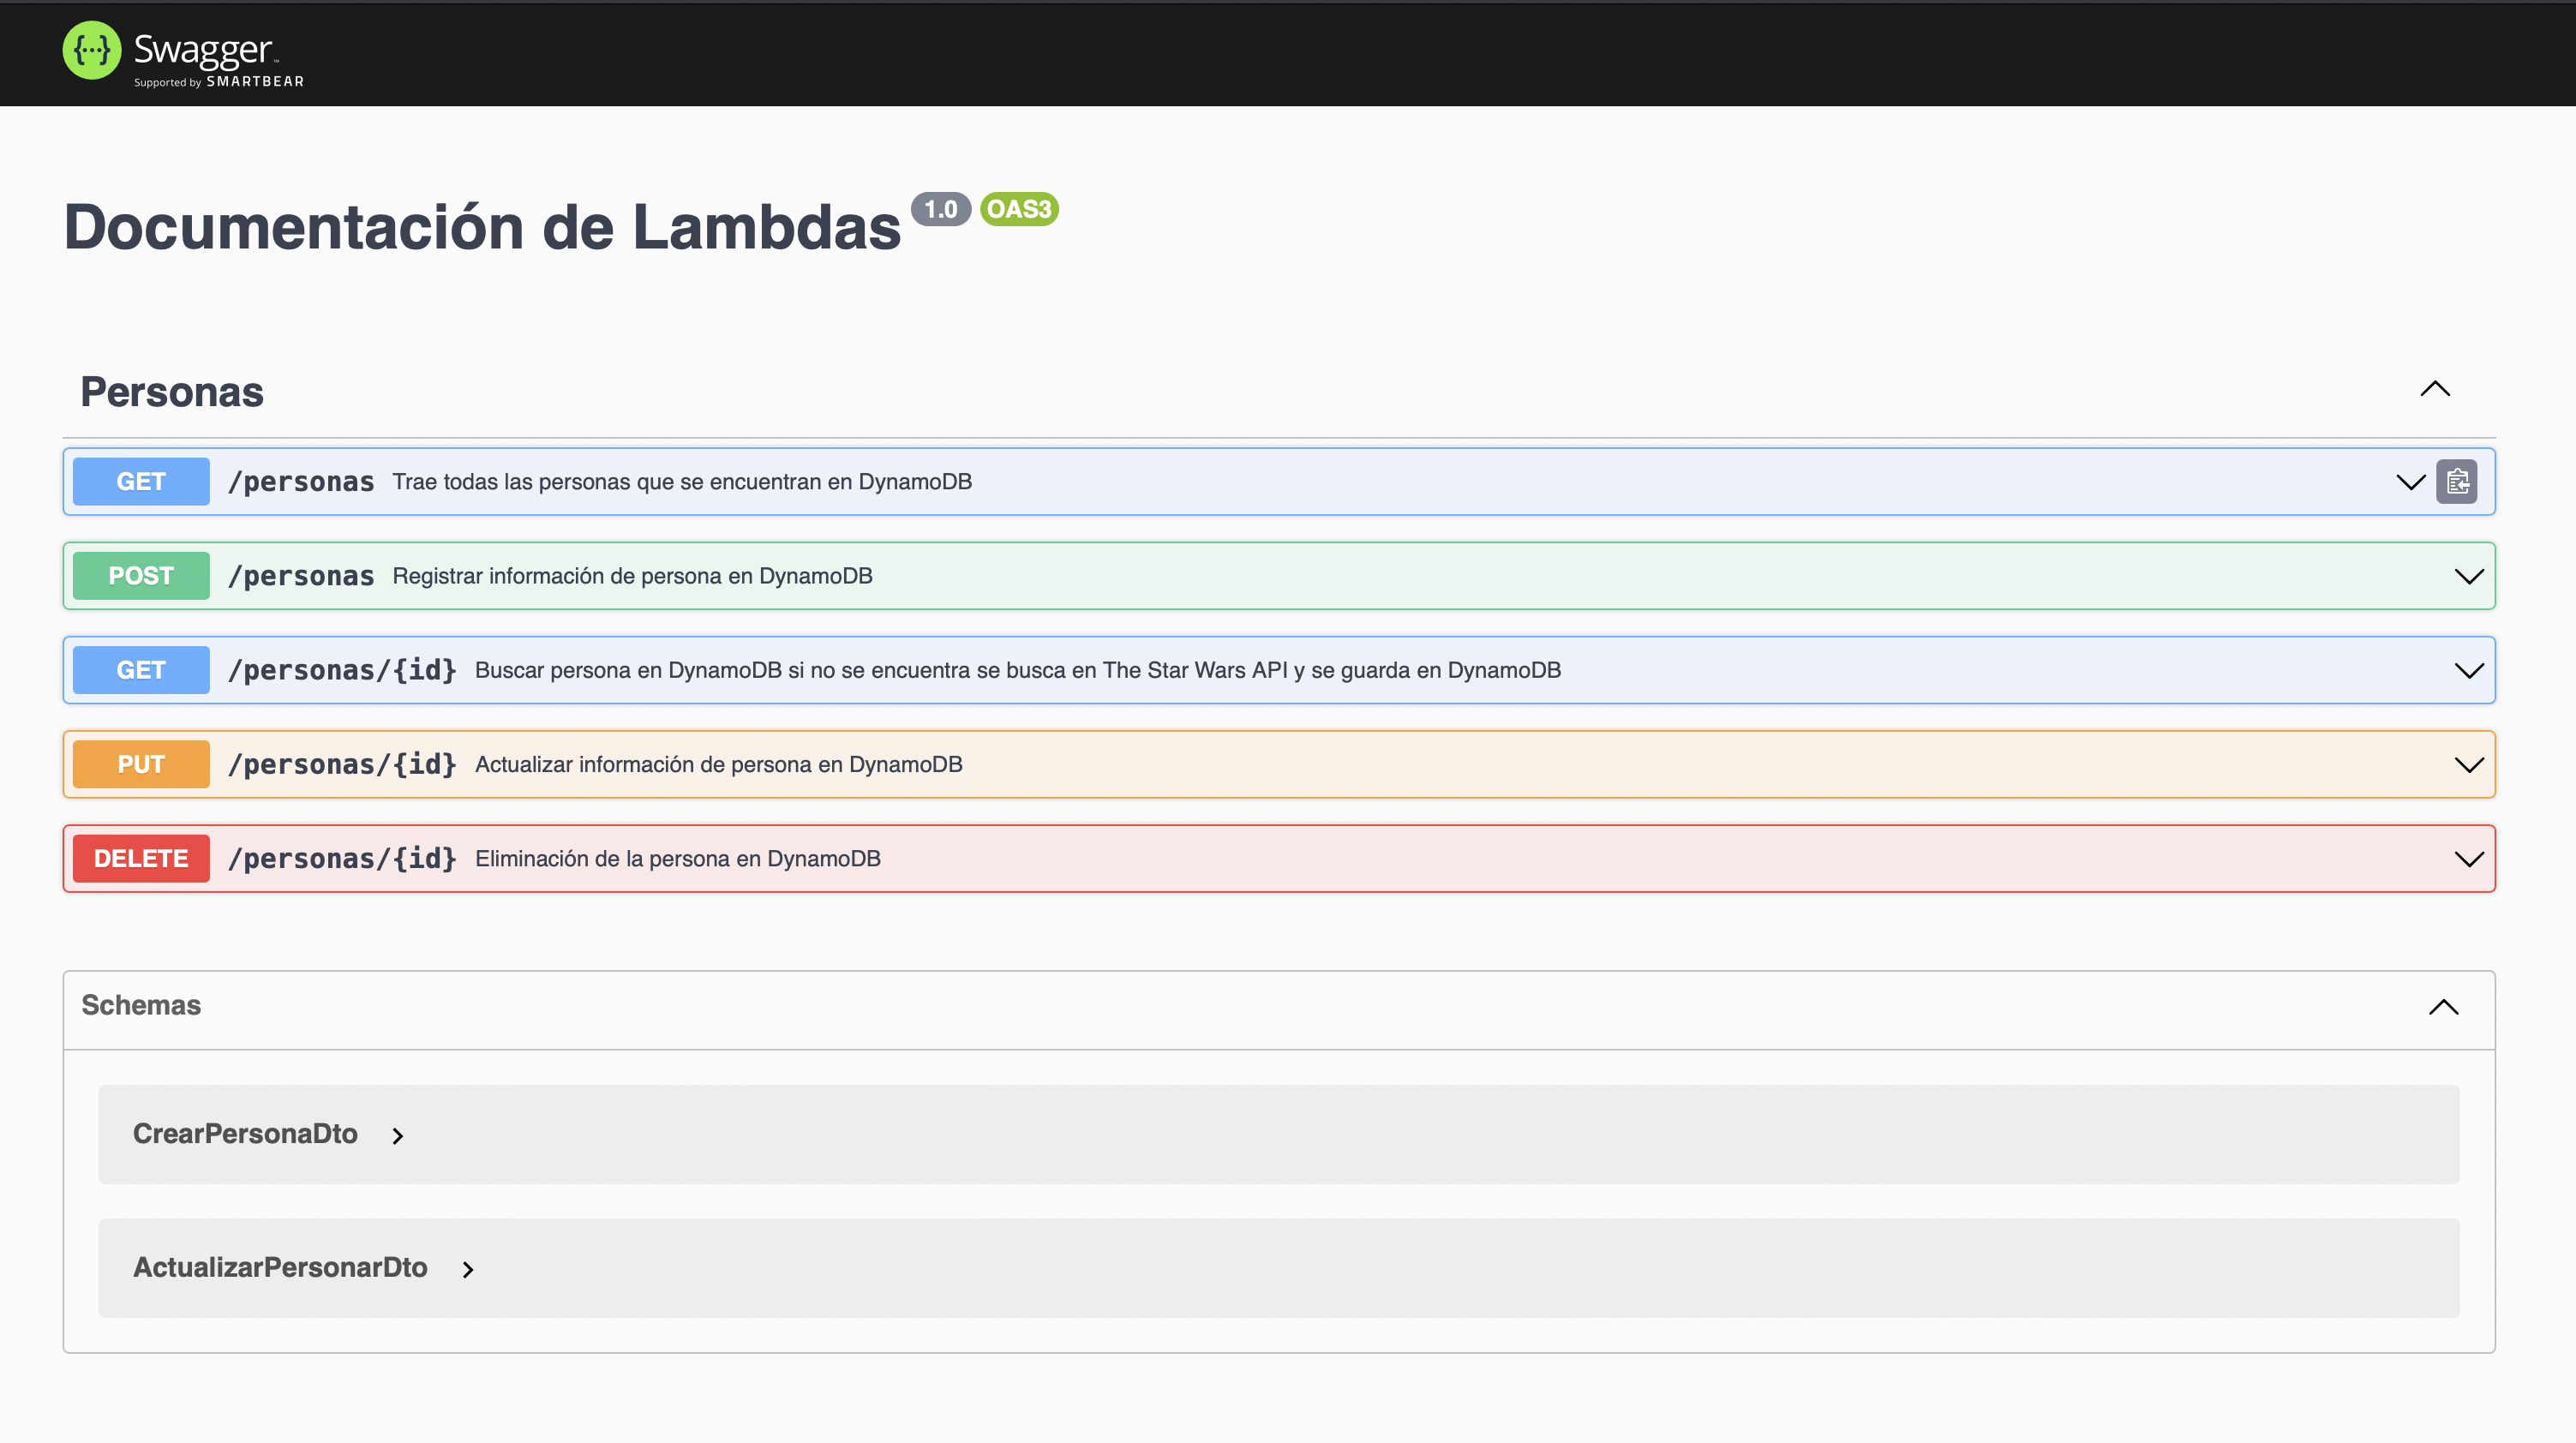 Swagger
Supported by SMARTBEAR
Documentación de Lambdas 1.0 OAS3
Personas
GET /personas Trae todas las personas que se encuentran en DynamoDB
POST /personas Registrar información de persona en DynamoDB
GET /personas/{id} Buscar persona en DynamoDB si no se encuentra se busca en The Star Wars API y se guarda en DynamoDB
PUT /personas/{id} Actualizar información de persona en DynamoDB
DELETE /personas/{id} Eliminación de la persona en DynamoDB
Schemas
CrearPersonaDto
ActualizarPersonarDto